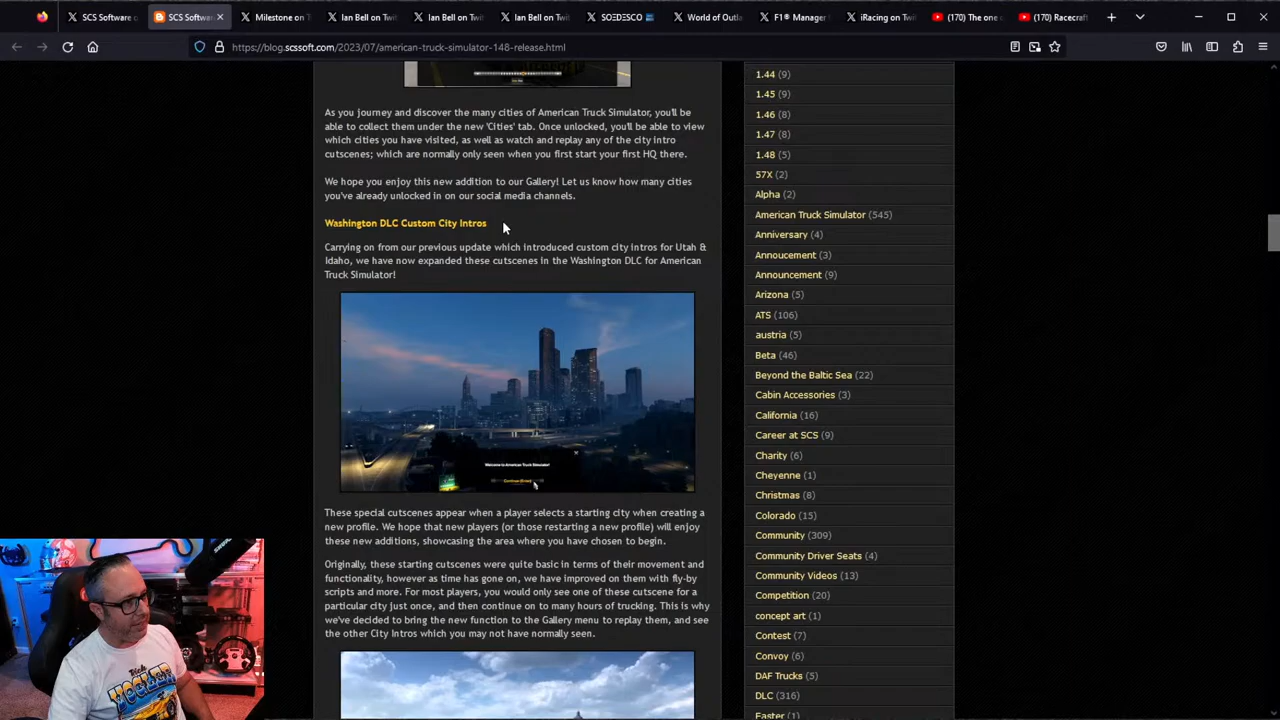 SCS Software
SCS Softwar
Milestone on T
Ian Bell on Twit
Ian Bell on Twit
Ian Bell on Twit
SOEDESCO
World of Outla
F1® Manager
iRacing on Twi
(170) The one
(170) Racecraft
https://blog.scssoft.com/2023/07/american-truck-simulator-148-release.html
As you journey and discover the many cities of American Truck Simulator, you'll be
able to collect them under the new 'Cities' tab. Once unlocked, you'll be able to view
which cities you have visited, as well as watch and replay any of the city intro
cutscenes; which are normally only seen when you first start your first HQ there.
We hope you enjoy this new addition to our Gallery! Let us know how many cities
you've already unlocked in on our social media channels.
Washington DLC Custom City Intros
Carrying on from our previous update which introduced custom city intros for Utah &
Idaho, we have now expanded these cutscenes in the Washington DLC for American
Truck Simulator!
Welcome to American Truck Simulator!
Continue (Enter)
These special cutscenes appear when a player selects a starting city when creating a
new profile. We hope that new players (or those restarting a new profile) will enjoy
these new additions, showcasing the area where you have chosen to begin.
Originally, these starting cutscenes were quite basic in terms of their movement and
functionality, however as time has gone on, we have improved on them with fly-by
scripts and more. For most players, you would only see one of these cutscene for a
particular city just once, and then continue on to many hours of trucking. This is why
we've decided to bring the new function to the Gallery menu to replay them, and see
the other City Intros which you may not have normally seen.
1.44 (9)
1.45 (9)
1.46 (8)
1.47 (8)
1.48 (5)
57X (2)
Alpha (2)
American Truck Simulator (545)
Anniversary (4)
Annoucement (3)
Announcement (9)
Arizona (5)
ATS (106)
austria (5)
Beta (46)
Beyond the Baltic Sea (22)
Cabin Accessories (3)
California (16)
Career at SCS (9)
Charity (6)
Cheyenne (1)
Christmas (8)
Colorado (15)
Community (309)
Community Driver Seats (4)
Community Videos (13)
Competition (20)
concept art (1)
Contest (7)
Convoy (6)
DAF Trucks (5)
DLC (316)
Easter (1)